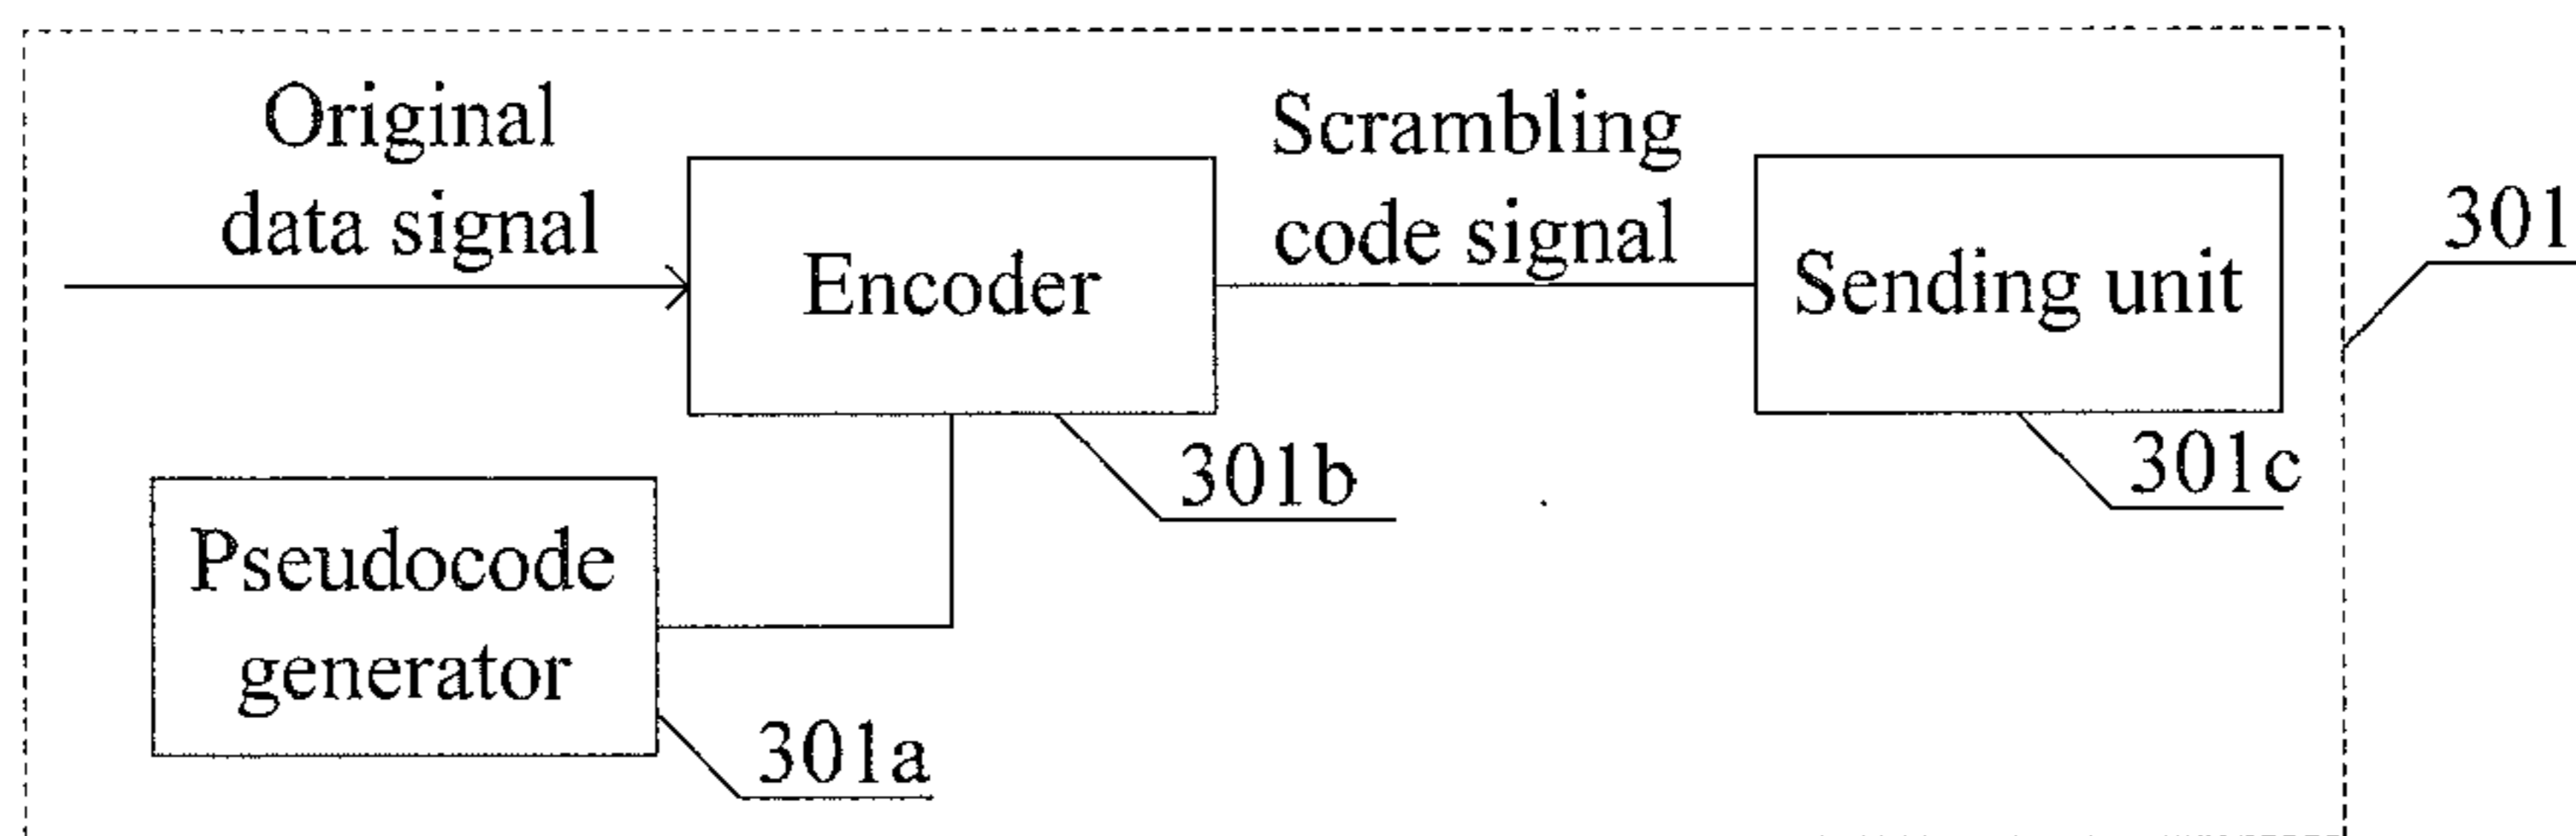 Original
data signal
Encoder
Scrambling
code signal
Sending unit
301
301b
301c
Pseudocode
generator
301a